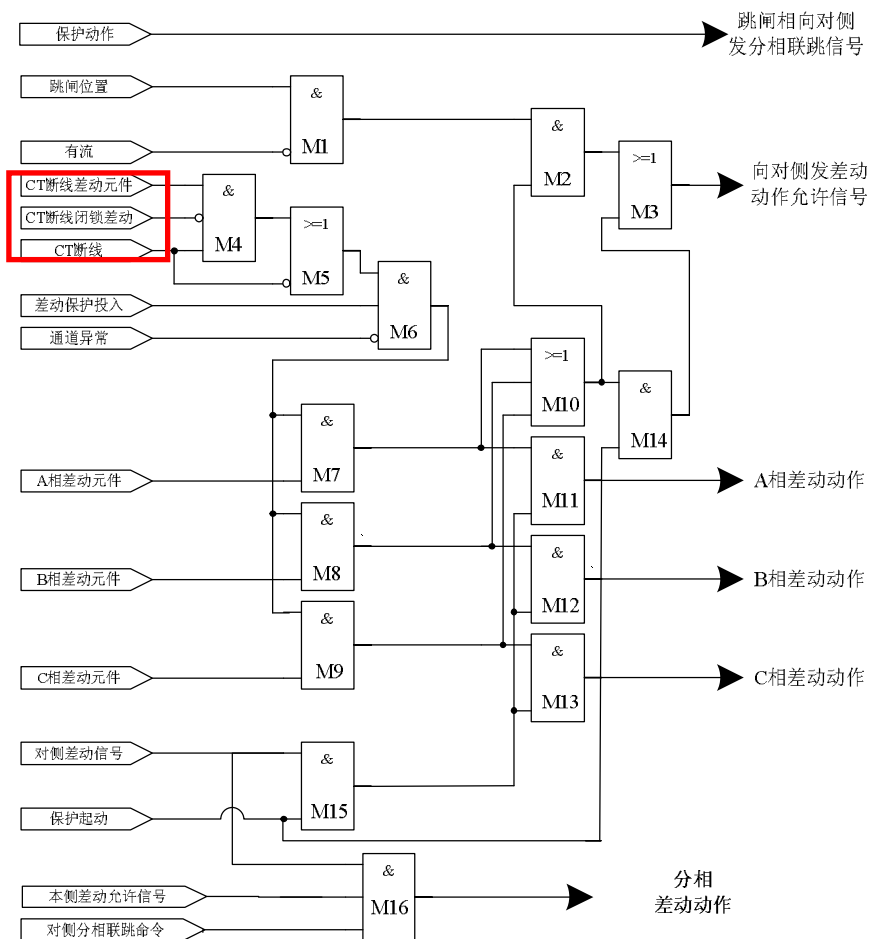 保护动作
跳闸相向对侧
发分相联跳信号
跳闸位置
&
M1
有流
&
M2
>=1
M3
向对侧发差动
动作允许信号
CT断线差动元件
CT断线闭锁差动
CT断线
&
M4
>=1
M5
差动保护投入
通道异常
&
M6
>=1
M10
&
M14
A相差动元件
&
M7
&
M11
A相差动动作
B相差动元件
&
M8
&
M12
B相差动动作
C相差动元件
&
M9
&
M13
C相差动动作
对侧差动信号
保护起动
&
M15
本侧差动允许信号
对侧分相联跳命令
&
M16
分相
差动动作